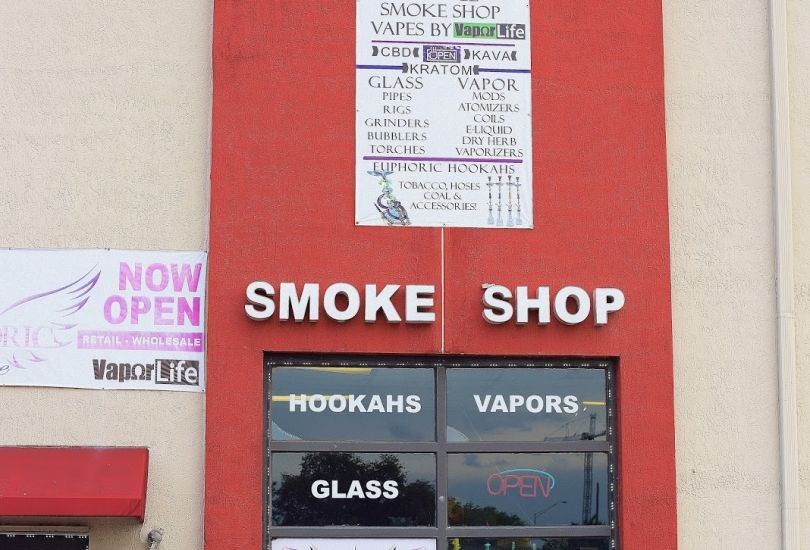 SMOKE SHOP
VAPES BY VaporLife
CBD OPEN KAVA
KRATOM
GLASS
PIPES
RIGS
GRINDERS
BUBBLERS
TORCHES
VAPOR
MODS
ATOMIZERS
COILS
E-LIQUID
DRY HERB
VAPORIZERS
EUPHORIC HOOKAHS
TOBACCO, HOSES
COAL &
ACCESSORIES!
NOW
OPEN
RETAIL - WHOLESALE
VaporLife
SMOKE SHOP
HOOKAHS
VAPORS
GLASS
OPEN